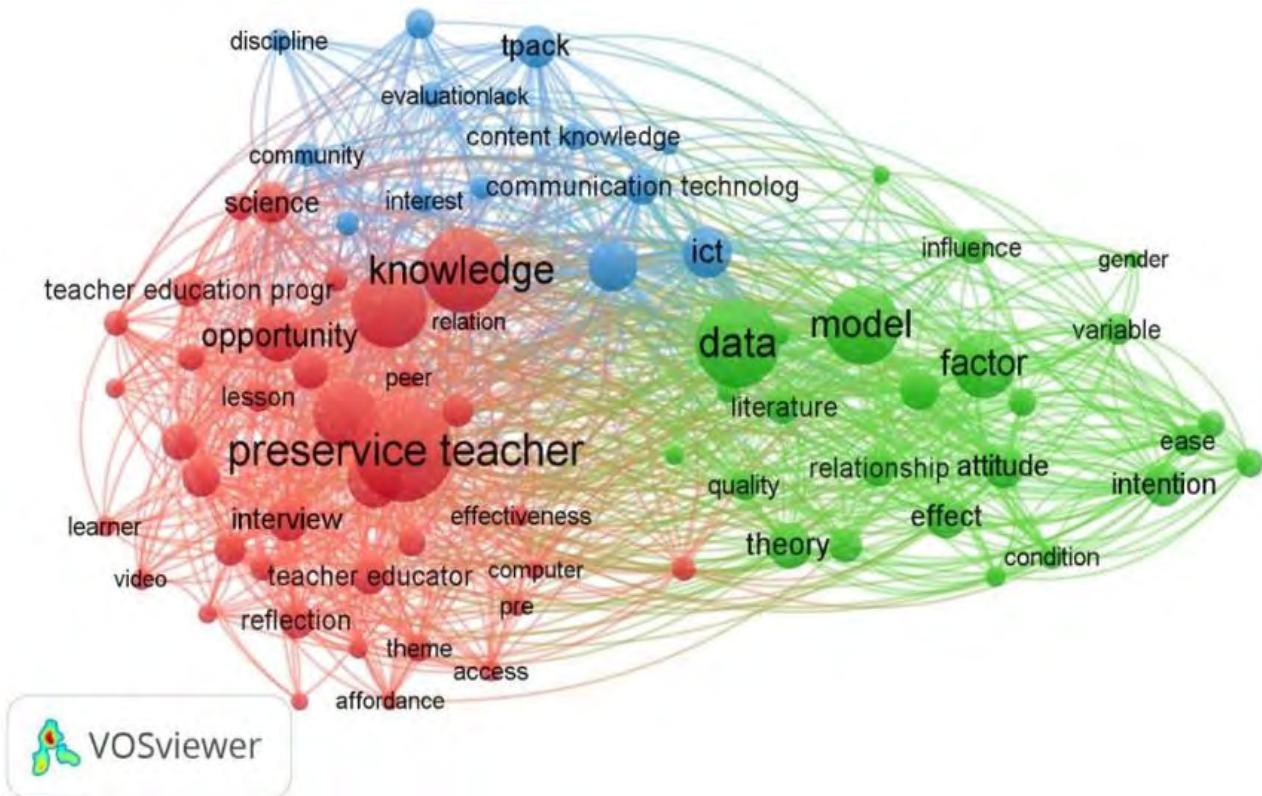 discipline
tpack
evaluation
lack
content knowledge
community
communication technolog
science
interest
influence
gender
ict
knowledge
teacher education progr
relation
opportunity
model
data
variable
factor
peer
lesson
literature
ease
preservice teacher
relationship
attitude
quality
intention
learner
interview
effectiveness
effect
theory
condition
video
teacher educator
computer
pre
reflection
theme
access
affordance
VOSviewer